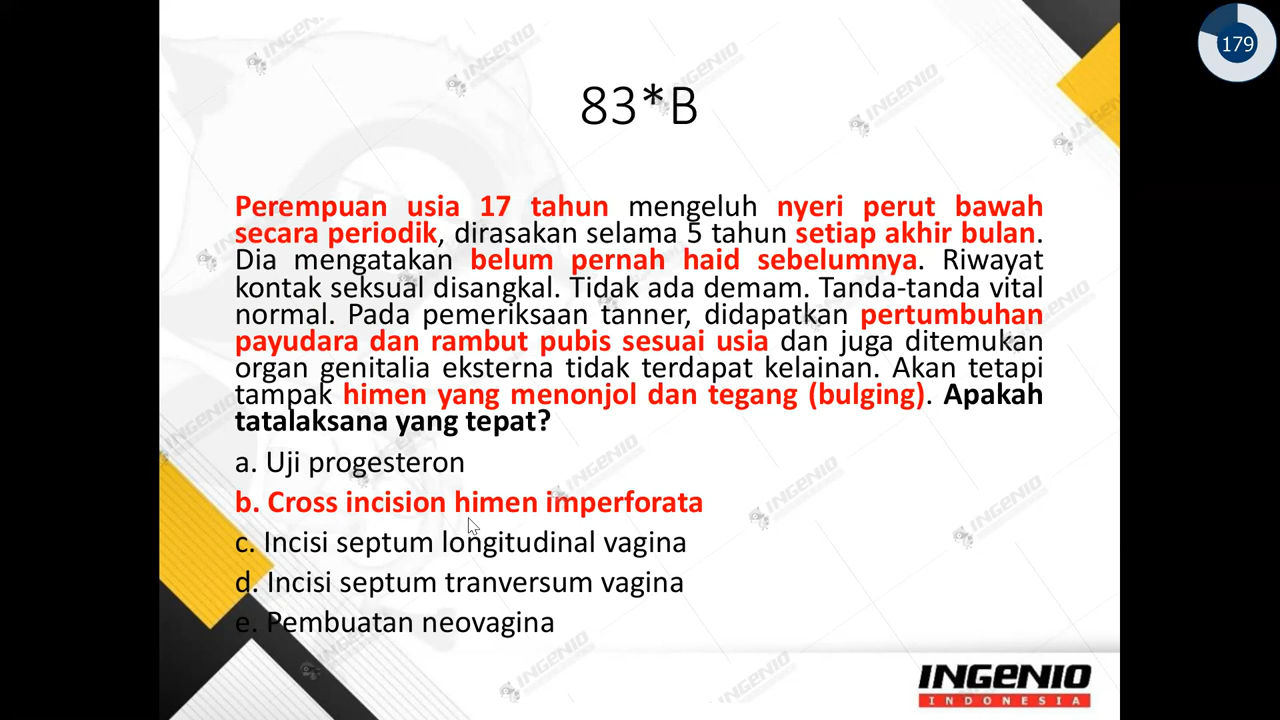 179
83*B
Perempuan usia 17 tahun mengeluh nyeri perut bawah
secara periodik, dirasakan selama 5 tahun setiap akhir bulan.
Dia mengatakan belum pernah haid sebelumnya. Riwayat
kontak seksual disangkal. Tidak ada demam. Tanda-tanda vital
normal. Pada pemeriksaan tanner, didapatkan pertumbuhan
payudara dan rambut pubis sesuai usia dan juga ditemukan
organ genitalia eksterna tidak terdapat kelainan. Akan tetapi
tampak himen yang menonjol dan tegang (bulging). Apakah
tatalaksana yang tepat?
a. Uji progesteron
b. Cross incision himen imperforata
c. Incisi septum longitudinal vagina
d. Incisi septum tranversum vagina
e. Pembuatan neovagina
INGENIO
INDONESIA